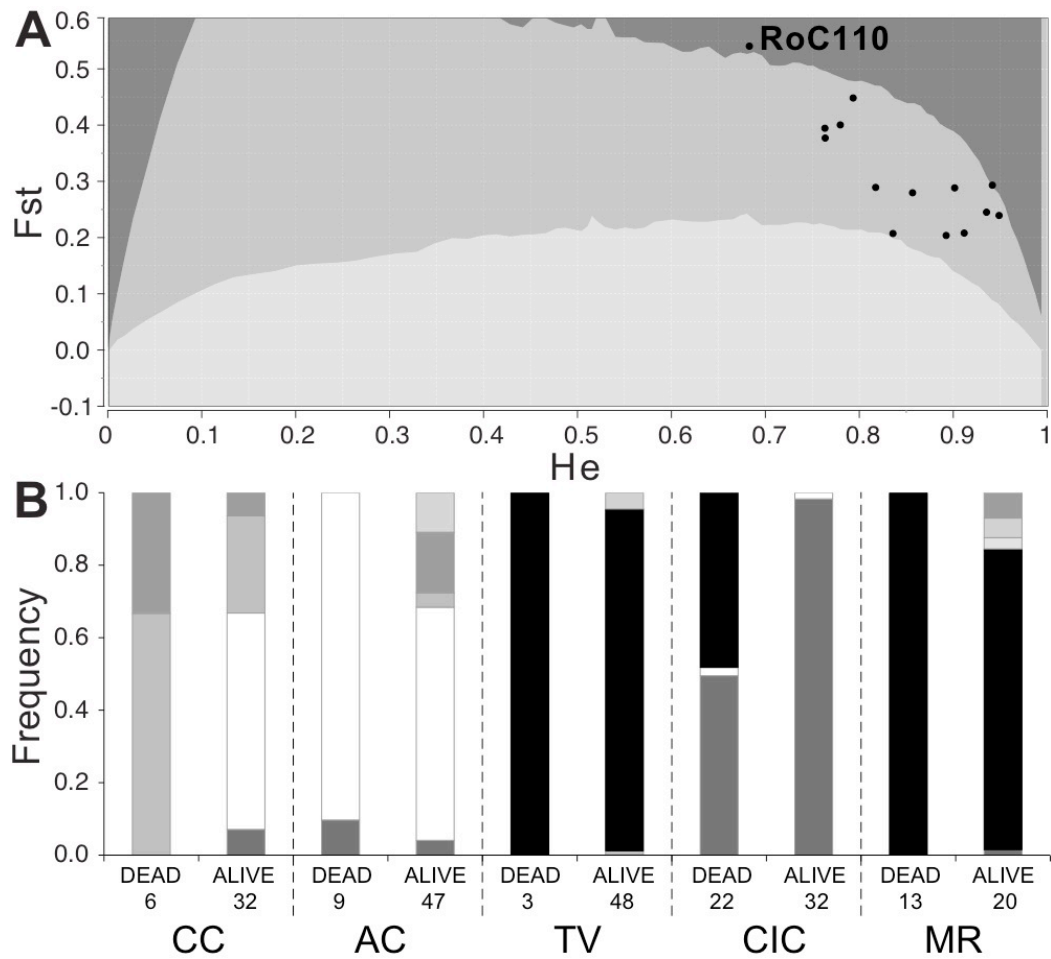 A
0.6
0.5
0.4
0.3
0.2
0.1
0.0
-0.1
Fst
RoC110
0 0.1 0.2 0.3 0.4 0.5 0.6 0.7 0.8 0.9 1
He
B
1.0
0.8
0.6
0.4
0.2
0.0
Frequency
DEAD ALIVE DEAD ALIVE DEAD ALIVE DEAD ALIVE DEAD ALIVE
6 32 9 47 3 48 22 32 13 20
CC AC TV CIC MR